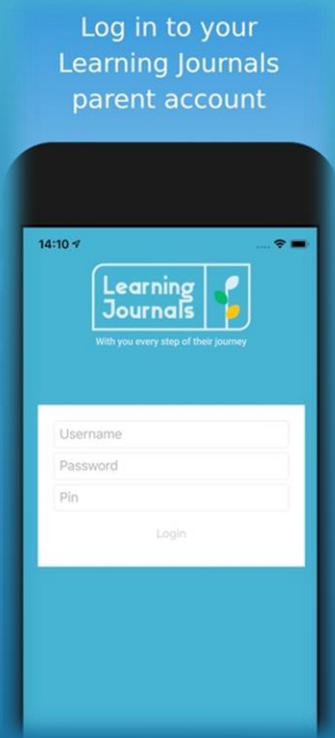 Log in to your
Learning Journals
parent account
14:10
Learning
Journals
With you every step of their journey
Username
Password
Pin
Login